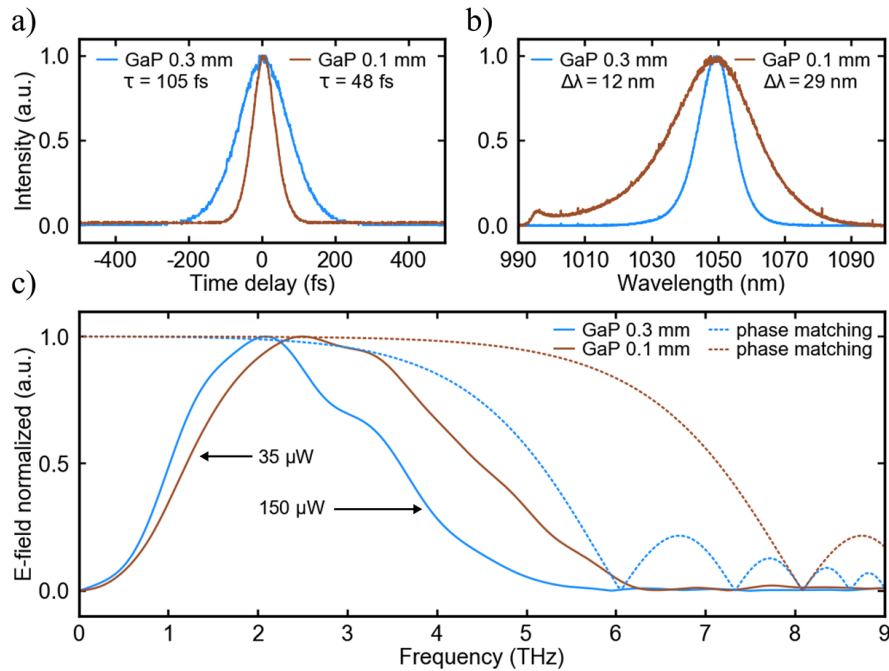 a)
GaP 0.3 mm
τ = 105 fs
GaP 0.1 mm
τ = 48 fs
1.0
0.5
0.0
Intensity (a.u.)
-400 -200 0 200 400
Time delay (fs)
b)
GaP 0.3 mm
Δλ = 12 nm
GaP 0.1 mm
Δλ = 29 nm
1.0
0.5
0.0
990 1010 1030 1050 1070 1090
Wavelength (nm)
c)
GaP 0.3 mm phase matching
GaP 0.1 mm phase matching
35 µW
150 µW
1.0
0.5
0.0
E-field normalized (a.u.)
0 1 2 3 4 5 6 7 8 9
Frequency (THz)